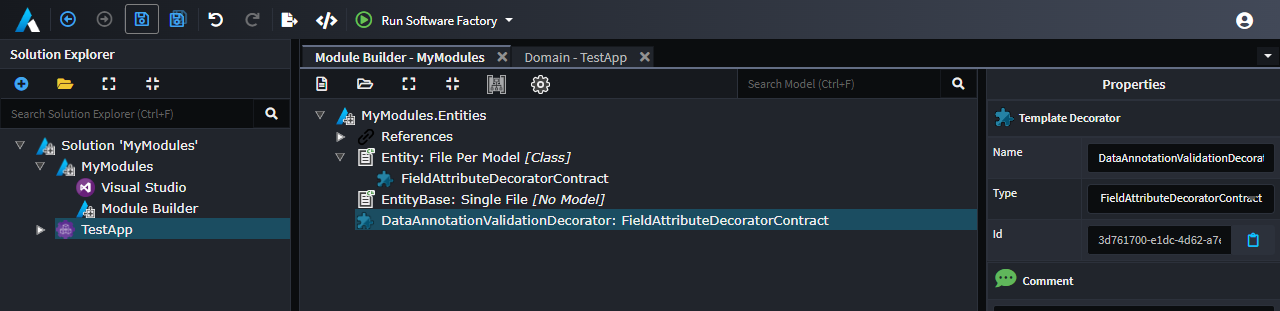 Run Software Factory
Solution Explorer
Search Solution Explorer (Ctrl+F)
Solution 'MyModules'
MyModules
Visual Studio
Module Builder
TestApp
Module Builder - MyModules
Domain - TestApp
Search Model (Ctrl+F)
MyModules.Entities
References
Entity: File Per Model [Class]
FieldAttributeDecoratorContract
EntityBase: Single File [No Model]
DataAnnotationValidationDecorator: FieldAttributeDecoratorContract
Properties
Template Decorator
Name
DataAnnotationValidationDecorat
Type
FieldAttributeDecoratorContract
Id
3d761700-e1dc-4d62-a7e
Comment